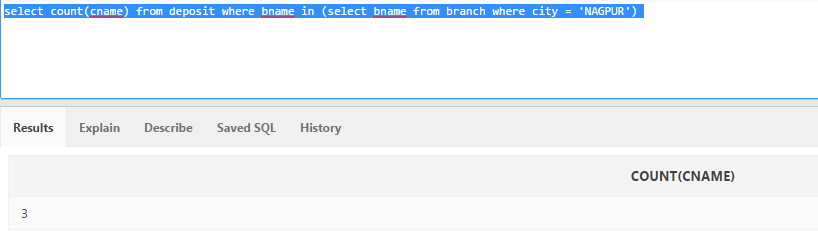 select count(cname) from deposit where bname in (select bname from branch where city = 'NAGPUR')
Results Explain Describe Saved SQL History
COUNT(CNAME)
3